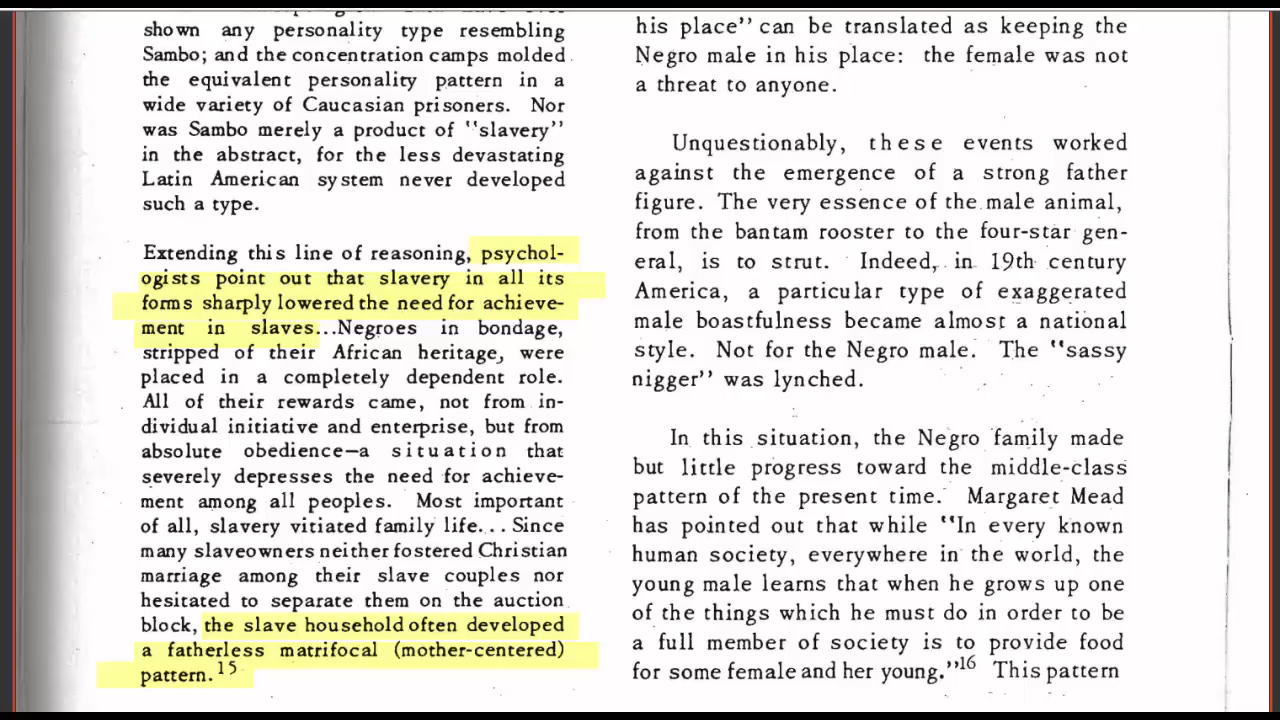 shown any personality type resembling
Sambo; and the concentration camps molded
the equivalent personality pattern in a
wide variety of Caucasian prisoners. Nor
was Sambo merely a product of "slavery"
in the abstract, for the less devastating
Latin American system never developed
such a type.
Extending this line of reasoning, psychol-
ogists point out that slavery in all its
forms sharply lowered the need for achieve-
ment in slaves...Negroes in bondage,
stripped of their African heritage, were
placed in a completely dependent role.
All of their rewards came, not from in-
dividual initiative and enterprise, but from
absolute obedience—a situation that
severely depresses the need for achieve-
ment among all peoples. Most important
of all, slavery vitiated family life... Since
many slaveowners neither fostered Christian
marriage among their slave couples nor
hesitated to separate them on the auction
block, the slave household often developed
a fatherless matrifocal (mother-centered)
pattern.15
his place" can be translated as keeping the
Negro male in his place: the female was not
a threat to anyone.
Unquestionably, these events worked
against the emergence of a strong father
figure. The very essence of the male animal,
from the bantam rooster to the four-star gen-
eral, is to strut. Indeed, in 19th century
America, a particular type of exaggerated
male boastfulness became almost a national
style. Not for the Negro male. The "sassy
nigger" was lynched.
In this situation, the Negro family made
but little progress toward the middle-class
pattern of the present time. Margaret Mead
has pointed out that while "In every known
human society, everywhere in the world, the
young male learns that when he grows up one
of the things which he must do in order to be
a full member of society is to provide food
for some female and her young."16 This pattern